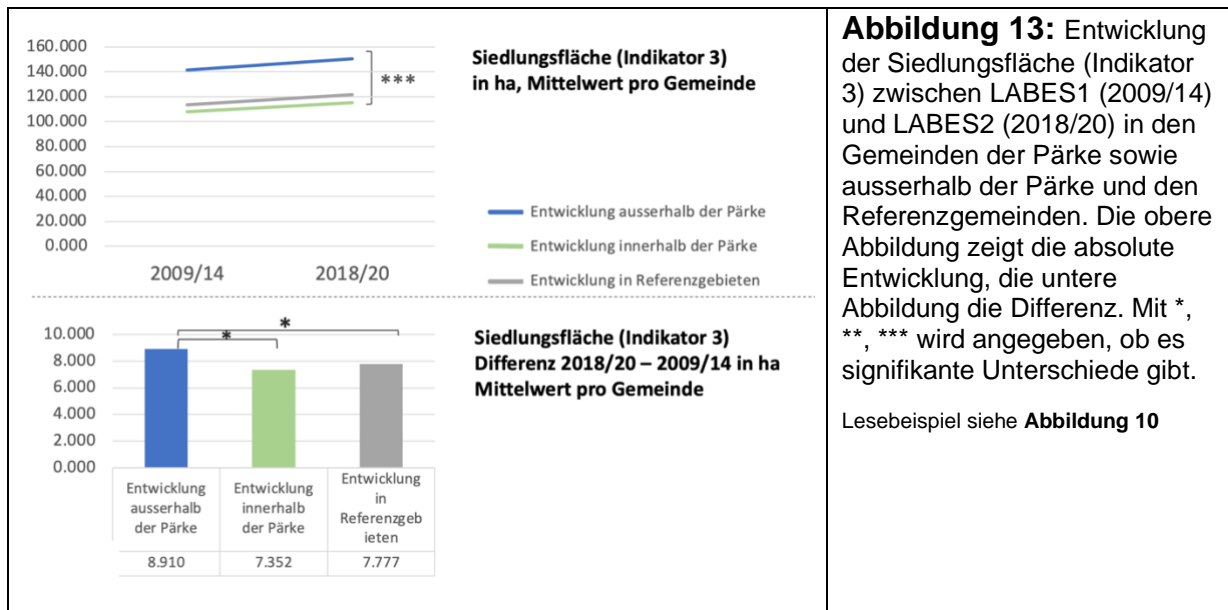 160.000
140.000
120.000
100.000
80.000
60.000
40.000
20.000
0.000
2009/14 2018/20
***
Siedlungsfläche (Indikator 3)
in ha, Mittelwert pro Gemeinde
Entwicklung ausserhalb der Pärke
Entwicklung innerhalb der Pärke
Entwicklung in Referenzgebieten
10.000
8.000
6.000
4.000
2.000
0.000
*
*
Entwicklung
ausserhalb
der Pärke
8.910
Entwicklung
innerhalb
der Pärke
7.352
Entwicklung
in
Referenzgeb
ieten
7.777
Siedlungsfläche (Indikator 3)
Differenz 2018/20 – 2009/14 in ha
Mittelwert pro Gemeinde
Abbildung 13: Entwicklung
der Siedlungsfläche (Indikator
3) zwischen LABES1 (2009/14)
und LABES2 (2018/20) in den
Gemeinden der Pärke sowie
ausserhalb der Pärke und den
Referenzgemeinden. Die obere
Abbildung zeigt die absolute
Entwicklung, die untere
Abbildung die Differenz. Mit *,
**, *** wird angegeben, ob es
signifikante Unterschiede gibt.
Lesebeispiel siehe Abbildung 10